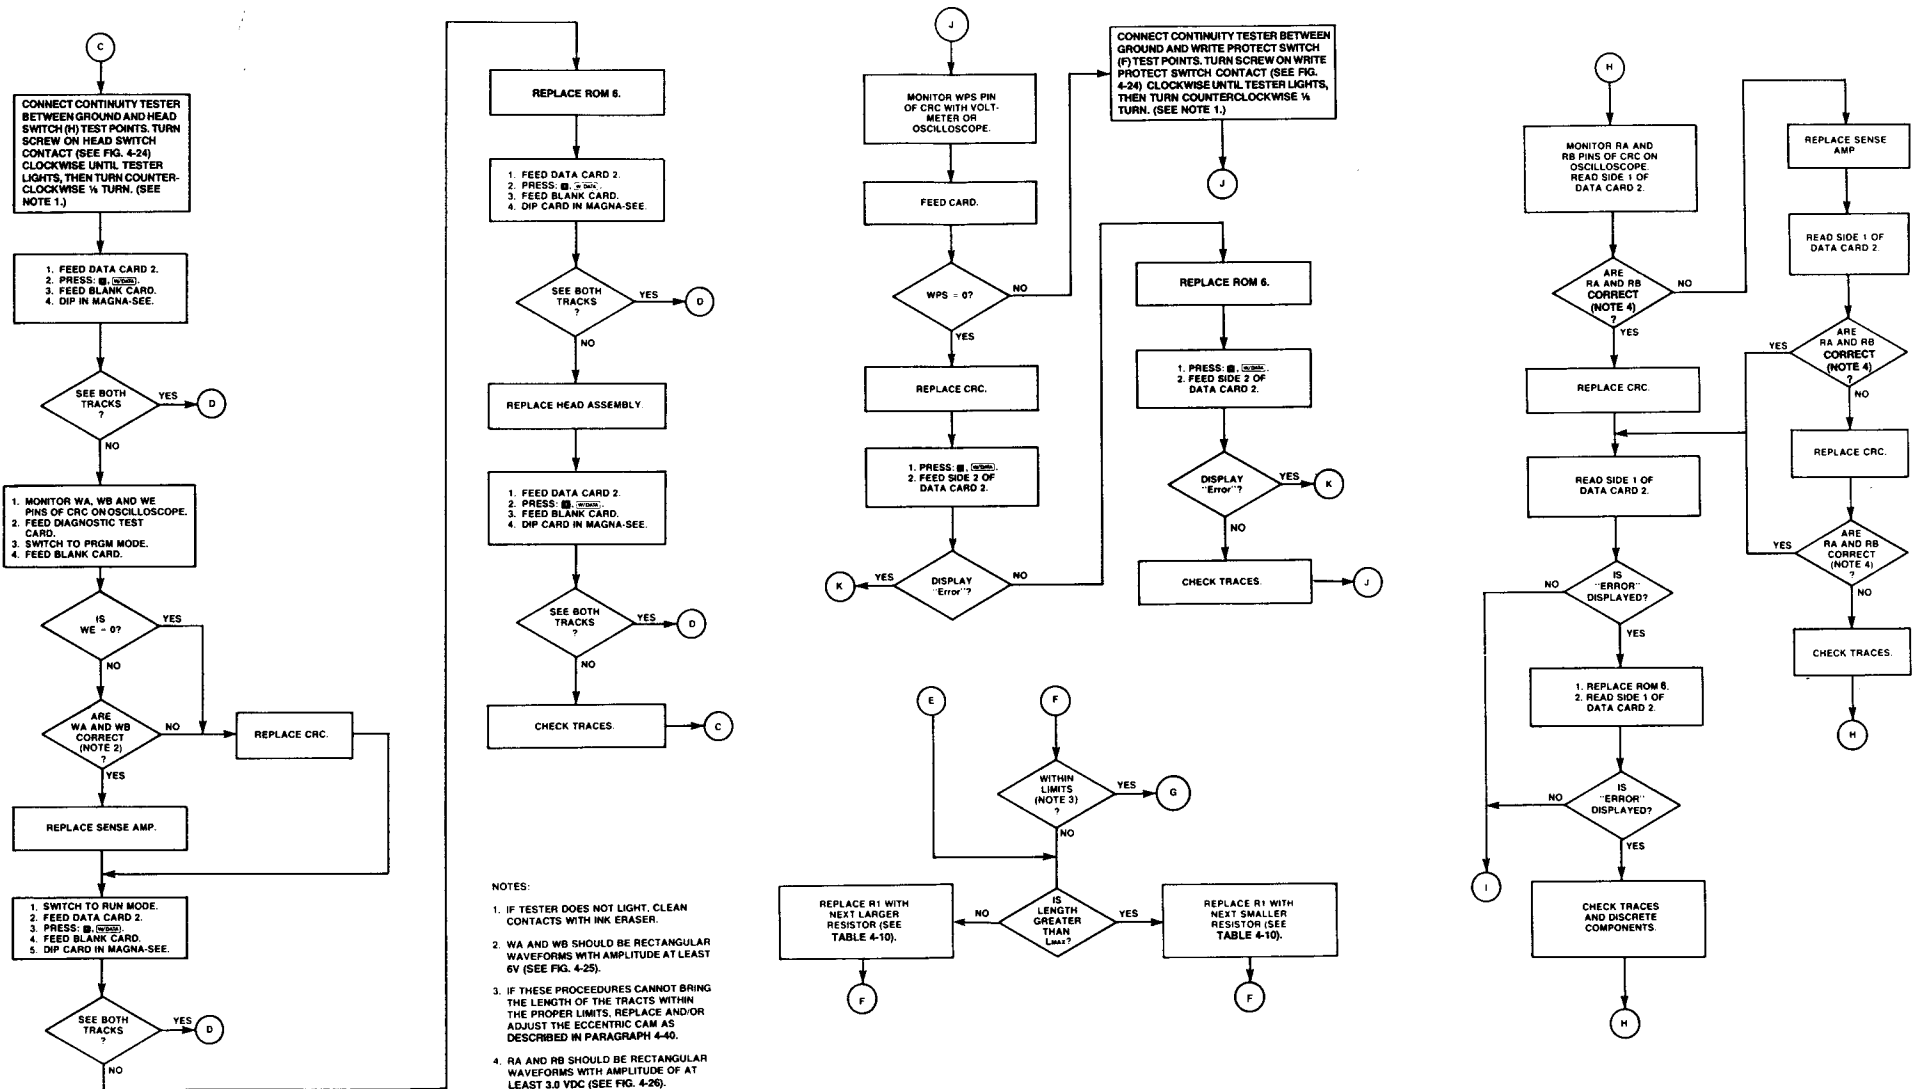 C
CONNECT CONTINUITY TESTER
BETWEEN GROUND AND HEAD
SWITCH (H) TEST POINTS. TURN
SCREW ON HEAD SWITCH
CONTACT (SEE FIG. 4-24)
CLOCKWISE UNTIL TESTER
LIGHTS, THEN TURN COUNTER-
CLOCKWISE ⅛ TURN. (SEE
NOTE 1.)
1. FEED DATA CARD 2.
2. PRESS: , W/DATA.
3. FEED BLANK CARD.
4. DIP IN MAGNA-SEE.
SEE BOTH
TRACKS
?
YES
D
NO
1. MONITOR WA, WB AND WE
PINS OF CRC ON OSCILLOSCOPE.
2. FEED DIAGNOSTIC TEST
CARD.
3. SWITCH TO PRGM MODE.
4. FEED BLANK CARD.
IS
WE = 0?
YES
NO
ARE
WA AND WB
CORRECT
(NOTE 2)
?
NO
REPLACE CRC.
YES
REPLACE SENSE AMP.
1. SWITCH TO RUN MODE.
2. FEED DATA CARD 2.
3. PRESS: , W/DATA.
4. FEED BLANK CARD.
5. DIP CARD IN MAGNA-SEE.
SEE BOTH
TRACKS
?
YES
D
NO
REPLACE ROM 6.
1. FEED DATA CARD 2.
2. PRESS: , W/DATA.
3. FEED BLANK CARD.
4. DIP CARD IN MAGNA-SEE.
SEE BOTH
TRACKS
?
YES
D
NO
REPLACE HEAD ASSEMBLY.
1. FEED DATA CARD 2.
2. PRESS: , W/DATA.
3. FEED BLANK CARD.
4. DIP CARD IN MAGNA-SEE.
SEE BOTH
TRACKS
?
YES
D
NO
CHECK TRACES.
C
NOTES:
1. IF TESTER DOES NOT LIGHT, CLEAN
CONTACTS WITH INK ERASER.
2. WA AND WB SHOULD BE RECTANGULAR
WAVEFORMS WITH AMPLITUDE AT LEAST
6V (SEE FIG. 4-25).
3. IF THESE PROCEEDURES CANNOT BRING
THE LENGTH OF THE TRACTS WITHIN
THE PROPER LIMITS, REPLACE AND/OR
ADJUST THE ECCENTRIC CAM AS
DESCRIBED IN PARAGRAPH 4-40.
4. RA AND RB SHOULD BE RECTANGULAR
WAVEFORMS WITH AMPLITUDE OF AT
LEAST 3.0 VDC (SEE FIG. 4-26).
J
MONITOR WPS PIN
OF CRC WITH VOLT-
METER OR
OSCILLOSCOPE.
FEED CARD.
WPS = 0?
NO
YES
CONNECT CONTINUITY TESTER BETWEEN
GROUND AND WRITE PROTECT SWITCH
(F) TEST POINTS. TURN SCREW ON WRITE
PROTECT SWITCH CONTACT (SEE FIG.
4-24) CLOCKWISE UNTIL TESTER LIGHTS,
THEN TURN COUNTERCLOCKWISE ⅛
TURN. (SEE NOTE 1.)
J
REPLACE CRC.
1. PRESS: , W/DATA.
2. FEED SIDE 2 OF
DATA CARD 2.
DISPLAY
"Error"?
YES
K
NO
REPLACE ROM 6.
1. PRESS: , W/DATA.
2. FEED SIDE 2 OF
DATA CARD 2.
DISPLAY
"Error"?
YES
K
NO
CHECK TRACES.
J
E
F
WITHIN
LIMITS
(NOTE 3)
?
YES
G
NO
IS
LENGTH
GREATER
THAN
LMAX?
NO
REPLACE R1 WITH
NEXT LARGER
RESISTOR (SEE
TABLE 4-10).
F
YES
REPLACE R1 WITH
NEXT SMALLER
RESISTOR (SEE
TABLE 4-10).
F
H
MONITOR RA AND
RB PINS OF CRC ON
OSCILLOSCOPE.
READ SIDE 1 OF
DATA CARD 2.
ARE
RA AND RB
CORRECT
(NOTE 4)
?
NO
YES
REPLACE CRC.
READ SIDE 1 OF
DATA CARD 2.
IS
"ERROR"
DISPLAYED?
NO
YES
1. REPLACE ROM 6.
2. READ SIDE 1 OF
DATA CARD 2.
IS
"ERROR"
DISPLAYED?
NO
I
YES
CHECK TRACES
AND DISCRETE
COMPONENTS.
H
REPLACE SENSE
AMP
READ SIDE 1 OF
DATA CARD 2.
ARE
RA AND RB
CORRECT
(NOTE 4)
?
YES
NO
REPLACE CRC.
ARE
RA AND RB
CORRECT
(NOTE 4)
?
YES
NO
CHECK TRACES.
H